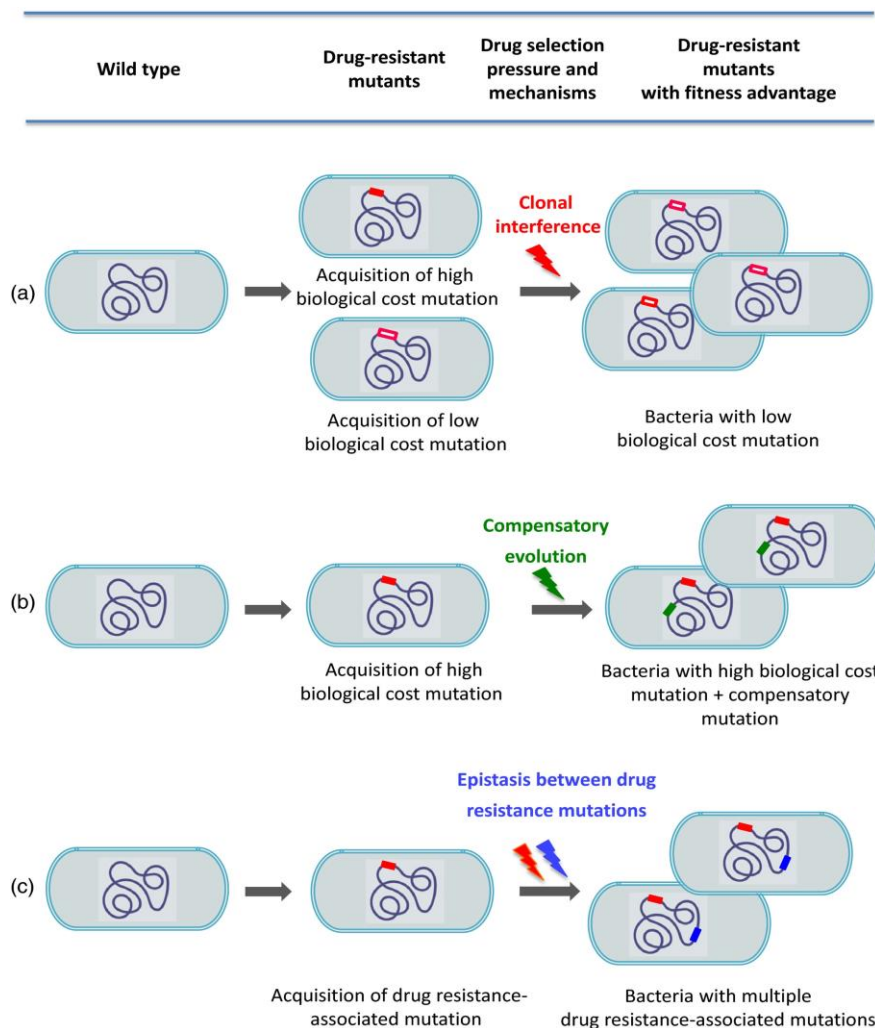 Wild type
Drug-resistant
mutants
Drug selection
pressure and
mechanisms
Drug-resistant
mutants
with fitness advantage
(a)
Clonal
interference
Acquisition of high
biological cost mutation
Acquisition of low
biological cost mutation
Bacteria with low
biological cost mutation
(b)
Compensatory
evolution
Acquisition of high
biological cost mutation
Bacteria with high biological cost
mutation + compensatory
mutation
(c)
Epistasis between drug
resistance mutations
Acquisition of drug resistance-
associated mutation
Bacteria with multiple
drug resistance-associated mutations